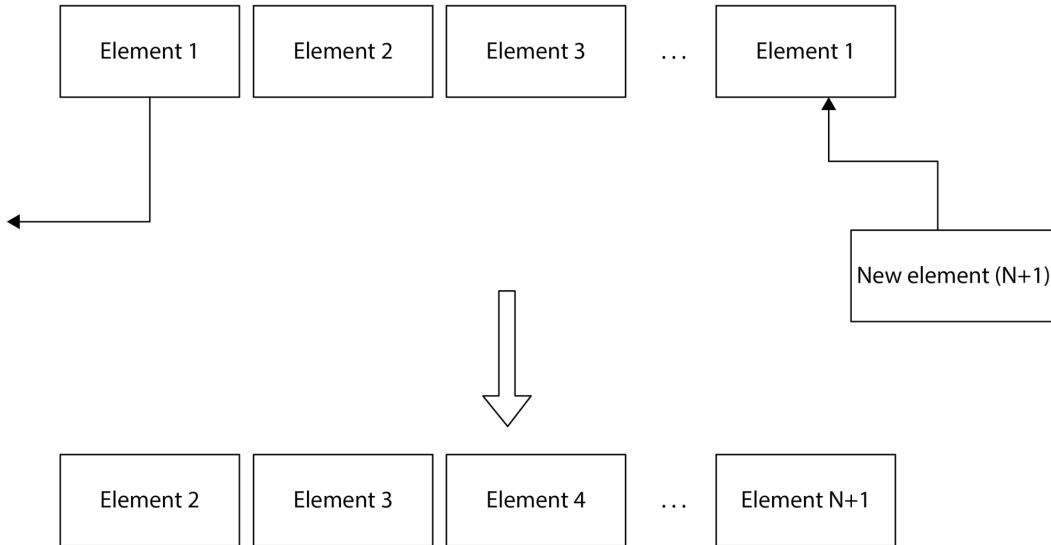 Element 1 Element 2 Element 3 ... Element 1
New element (N+1)
Element 2 Element 3 Element 4 ... Element N+1